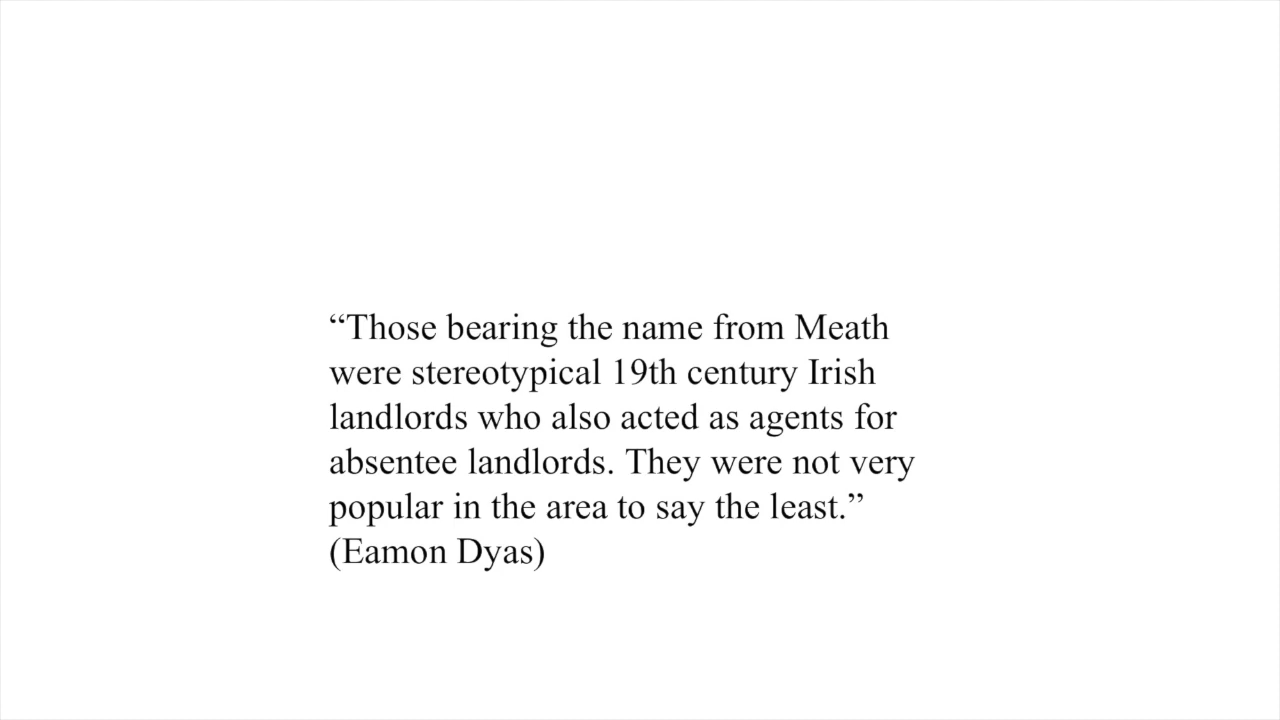 “Those bearing the name from Meath
were stereotypical 19th century Irish
landlords who also acted as agents for
absentee landlords. They were not very
popular in the area to say the least.”
(Eamon Dyas)